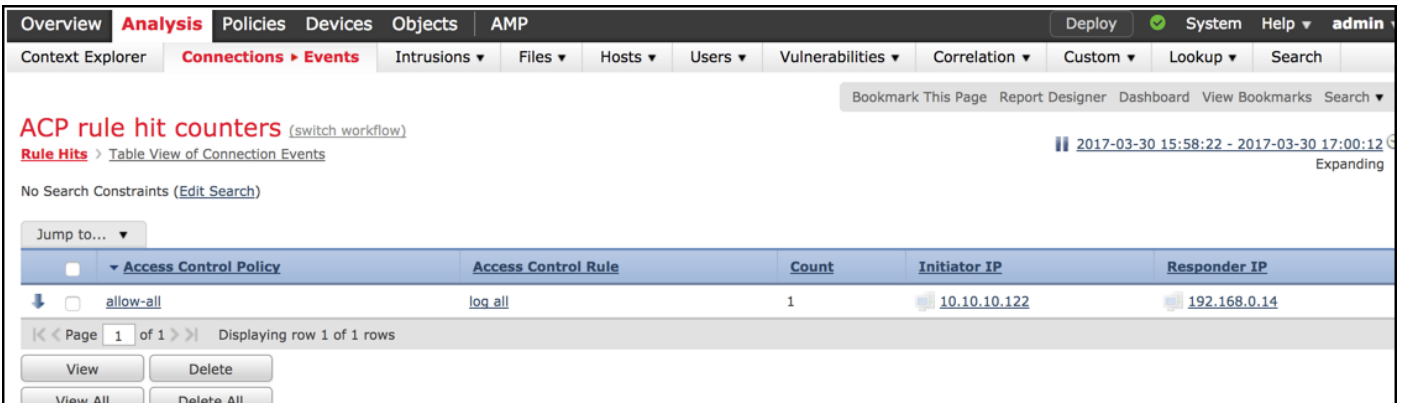 Overview Analysis Policies Devices Objects AMP Deploy System Help ▾ admin
Context Explorer Connections ▸ Events Intrusions ▾ Files ▾ Hosts ▾ Users ▾ Vulnerabilities ▾ Correlation ▾ Custom ▾ Lookup ▾ Search
Bookmark This Page Report Designer Dashboard View Bookmarks Search ▾
ACP rule hit counters (switch workflow)
2017-03-30 15:58:22 - 2017-03-30 17:00:12
Rule Hits > Table View of Connection Events
Expanding
No Search Constraints (Edit Search)
Jump to... ▾
▾ Access Control Policy Access Control Rule Count Initiator IP Responder IP
allow-all log all 1 10.10.10.122 192.168.0.14
|< < Page 1 of 1 > >| Displaying row 1 of 1 rows
View Delete
View All Delete All